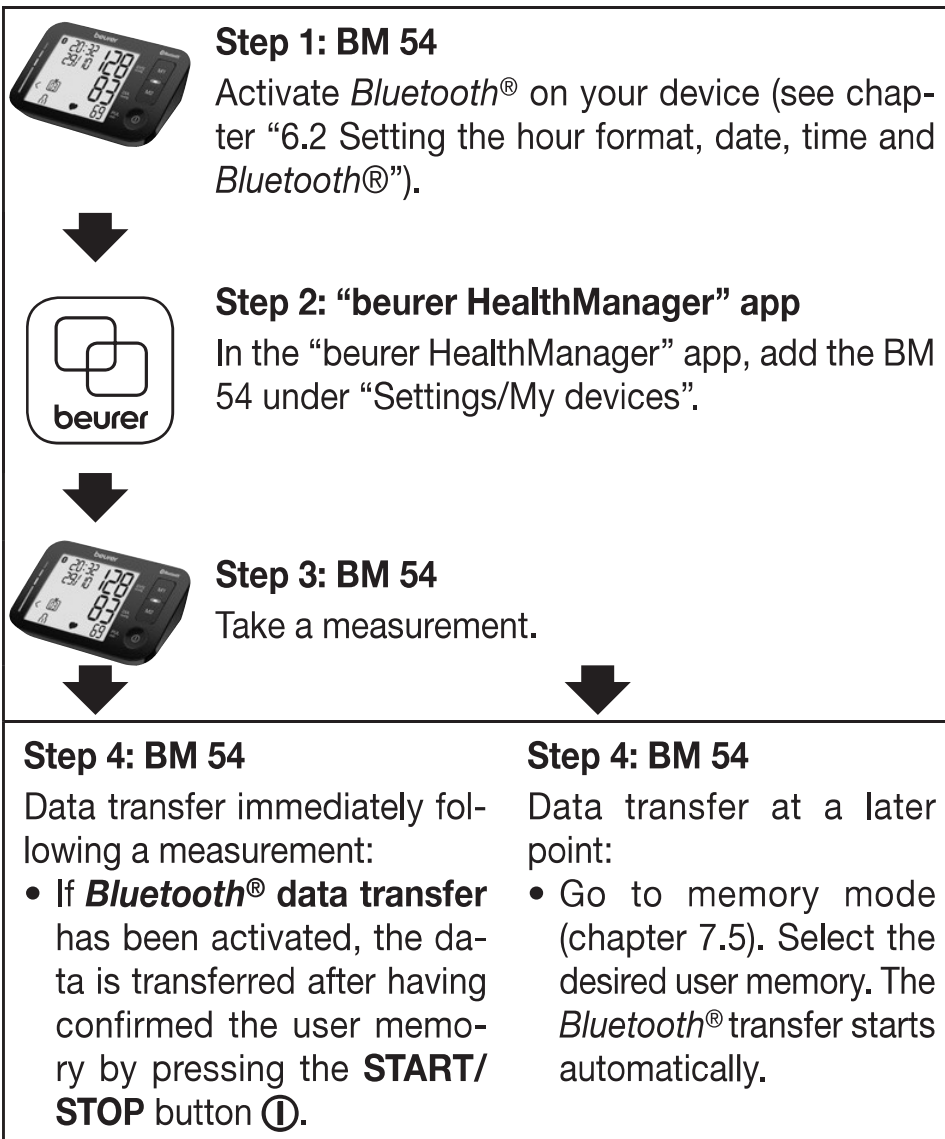 Step 1: BM 54
Activate Bluetooth® on your device (see chap-
ter “6.2 Setting the hour format, date, time and
Bluetooth®”).
Step 2: “beurer HealthManager” app
In the “beurer HealthManager” app, add the BM
54 under “Settings/My devices”.
beurer
Step 3: BM 54
Take a measurement.
Step 4: BM 54
Data transfer immediately fol-
lowing a measurement:
• If Bluetooth® data transfer
has been activated, the da-
ta is transferred after having
confirmed the user memo-
ry by pressing the START/
STOP button
Step 4: BM 54
Data transfer at a later
point:
• Go to memory mode
(chapter 7.5). Select the
desired user memory. The
Bluetooth® transfer starts
automatically.